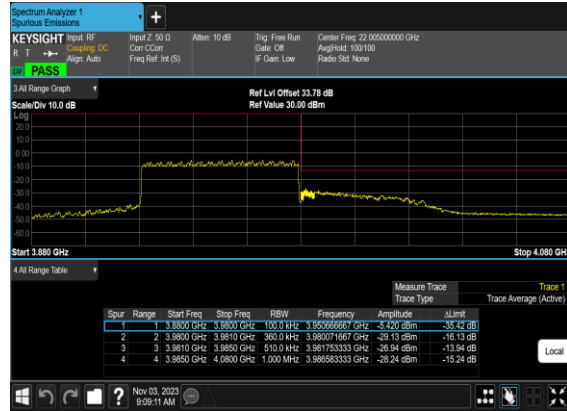 Spectrum Analyzer 1
Spurious Emissions
+
KEYSIGHT Input: RF Input Z: 50 Ω Atten: 10 dB Trig: Free Run Center Freq: 22.005000000 GHz
R T Coupling: DC Corr CCorr Gate: Off Avg|Hold: 100/100
Align: Auto Freq Ref: Int (S) IF Gain: Low Radio Std: None
PASS
3 All Range Graph
Ref Lvl Offset 33.78 dB
Scale/Div 10.0 dB Ref Value 30.00 dBm
Log
20.0
10.0
0.00
-10.0
-20.0
-30.0
-40.0
-50.0
-60.0
Start 3.880 GHz Stop 4.080 GH
4 All Range Table
Measure Trace Trace 1
Trace Type Trace Average (Active)
Spur Range Start Freq Stop Freq RBW Frequency Amplitude ΔLimit
1 1 3.8800 GHz 3.9800 GHz 100.0 kHz 3.950666667 GHz -5.420 dBm -35.42 dB
2 2 3.9800 GHz 3.9810 GHz 360.0 kHz 3.980071667 GHz -29.13 dBm -16.13 dB
3 3 3.9810 GHz 3.9850 GHz 510.0 kHz 3.981753333 GHz -26.94 dBm -13.94 dB
4 4 3.9850 GHz 4.0800 GHz 1.000 MHz 3.986583333 GHz -28.24 dBm -15.24 dB
Local
? Nov 03, 2023
9:09:11 AM